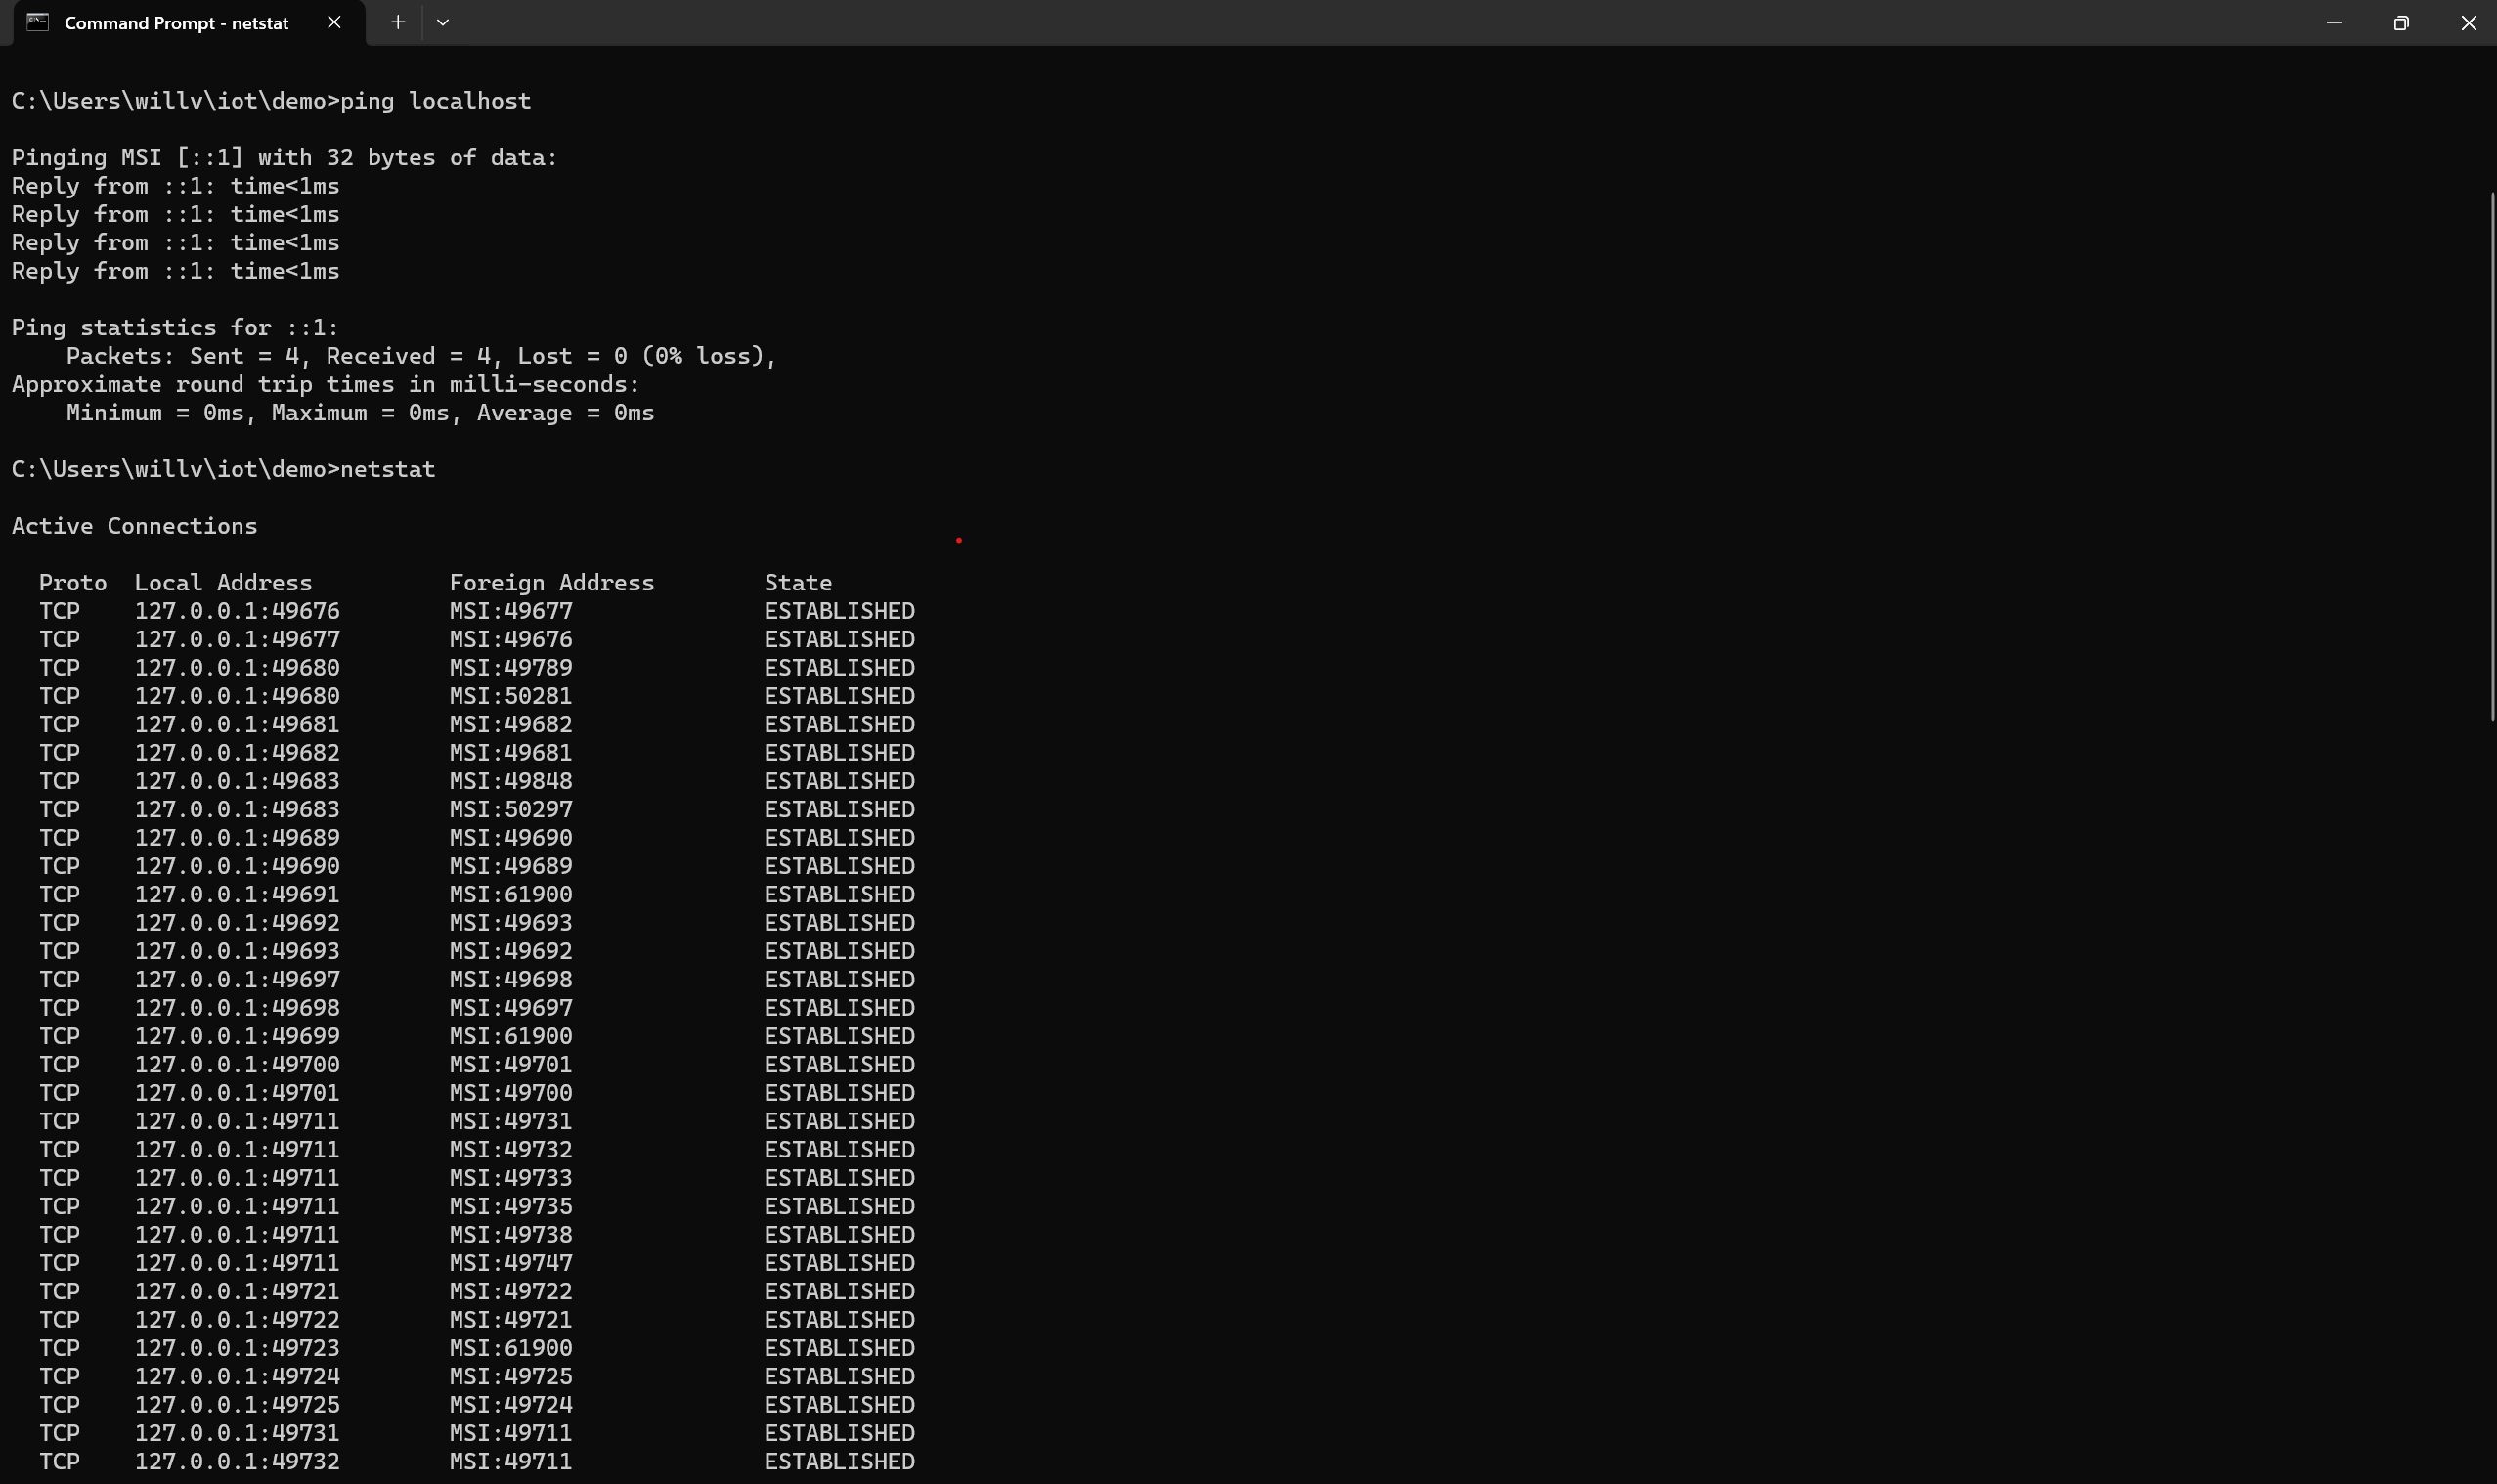 Command Prompt - netstat
C:\Users\willv\iot\demo>ping localhost
Pinging MSI [::1] with 32 bytes of data:
Reply from ::1: time<1ms
Reply from ::1: time<1ms
Reply from ::1: time<1ms
Reply from ::1: time<1ms
Ping statistics for ::1:
    Packets: Sent = 4, Received = 4, Lost = 0 (0% loss),
Approximate round trip times in milli-seconds:
    Minimum = 0ms, Maximum = 0ms, Average = 0ms
C:\Users\willv\iot\demo>netstat
Active Connections
  Proto  Local Address          Foreign Address        State
  TCP    127.0.0.1:49676        MSI:49677              ESTABLISHED
  TCP    127.0.0.1:49677        MSI:49676              ESTABLISHED
  TCP    127.0.0.1:49680        MSI:49789              ESTABLISHED
  TCP    127.0.0.1:49680        MSI:50281              ESTABLISHED
  TCP    127.0.0.1:49681        MSI:49682              ESTABLISHED
  TCP    127.0.0.1:49682        MSI:49681              ESTABLISHED
  TCP    127.0.0.1:49683        MSI:49848              ESTABLISHED
  TCP    127.0.0.1:49683        MSI:50297              ESTABLISHED
  TCP    127.0.0.1:49689        MSI:49690              ESTABLISHED
  TCP    127.0.0.1:49690        MSI:49689              ESTABLISHED
  TCP    127.0.0.1:49691        MSI:61900              ESTABLISHED
  TCP    127.0.0.1:49692        MSI:49693              ESTABLISHED
  TCP    127.0.0.1:49693        MSI:49692              ESTABLISHED
  TCP    127.0.0.1:49697        MSI:49698              ESTABLISHED
  TCP    127.0.0.1:49698        MSI:49697              ESTABLISHED
  TCP    127.0.0.1:49699        MSI:61900              ESTABLISHED
  TCP    127.0.0.1:49700        MSI:49701              ESTABLISHED
  TCP    127.0.0.1:49701        MSI:49700              ESTABLISHED
  TCP    127.0.0.1:49711        MSI:49731              ESTABLISHED
  TCP    127.0.0.1:49711        MSI:49732              ESTABLISHED
  TCP    127.0.0.1:49711        MSI:49733              ESTABLISHED
  TCP    127.0.0.1:49711        MSI:49735              ESTABLISHED
  TCP    127.0.0.1:49711        MSI:49738              ESTABLISHED
  TCP    127.0.0.1:49711        MSI:49747              ESTABLISHED
  TCP    127.0.0.1:49721        MSI:49722              ESTABLISHED
  TCP    127.0.0.1:49722        MSI:49721              ESTABLISHED
  TCP    127.0.0.1:49723        MSI:61900              ESTABLISHED
  TCP    127.0.0.1:49724        MSI:49725              ESTABLISHED
  TCP    127.0.0.1:49725        MSI:49724              ESTABLISHED
  TCP    127.0.0.1:49731        MSI:49711              ESTABLISHED
  TCP    127.0.0.1:49732        MSI:49711              ESTABLISHED